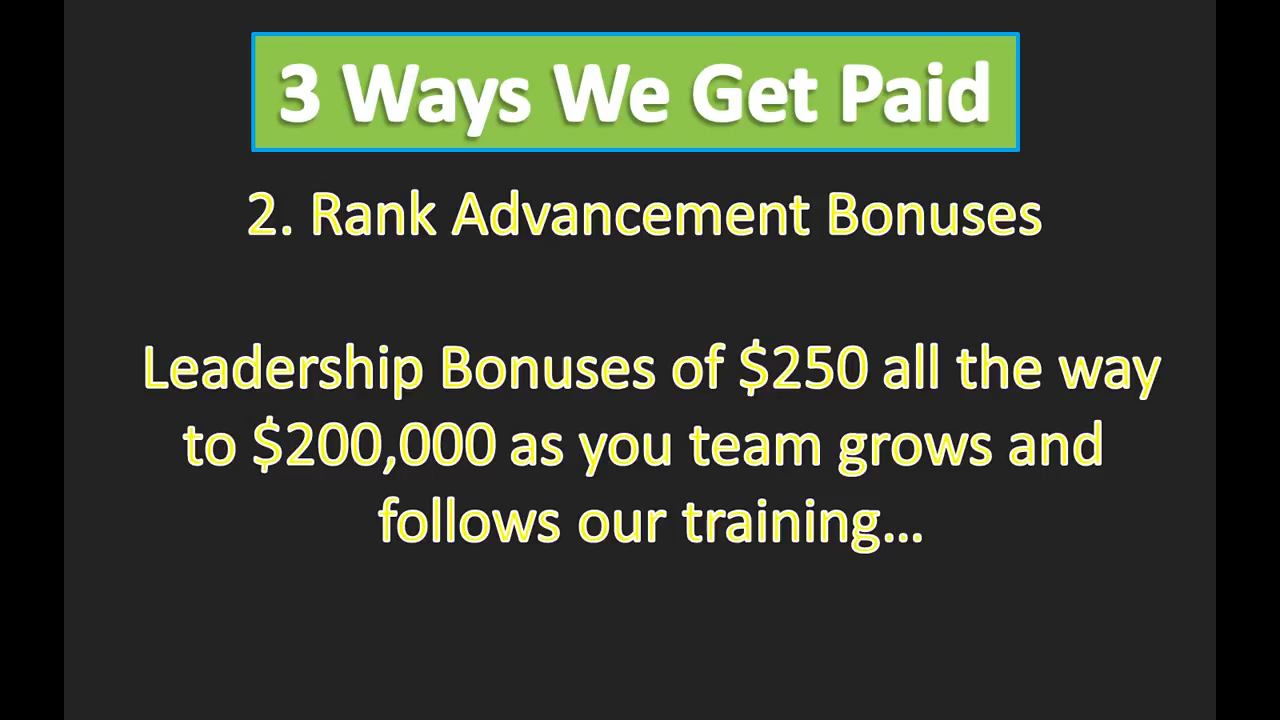 3 Ways We Get Paid
2. Rank Advancement Bonuses
Leadership Bonuses of $250 all the way
to $200,000 as you team grows and
follows our training...